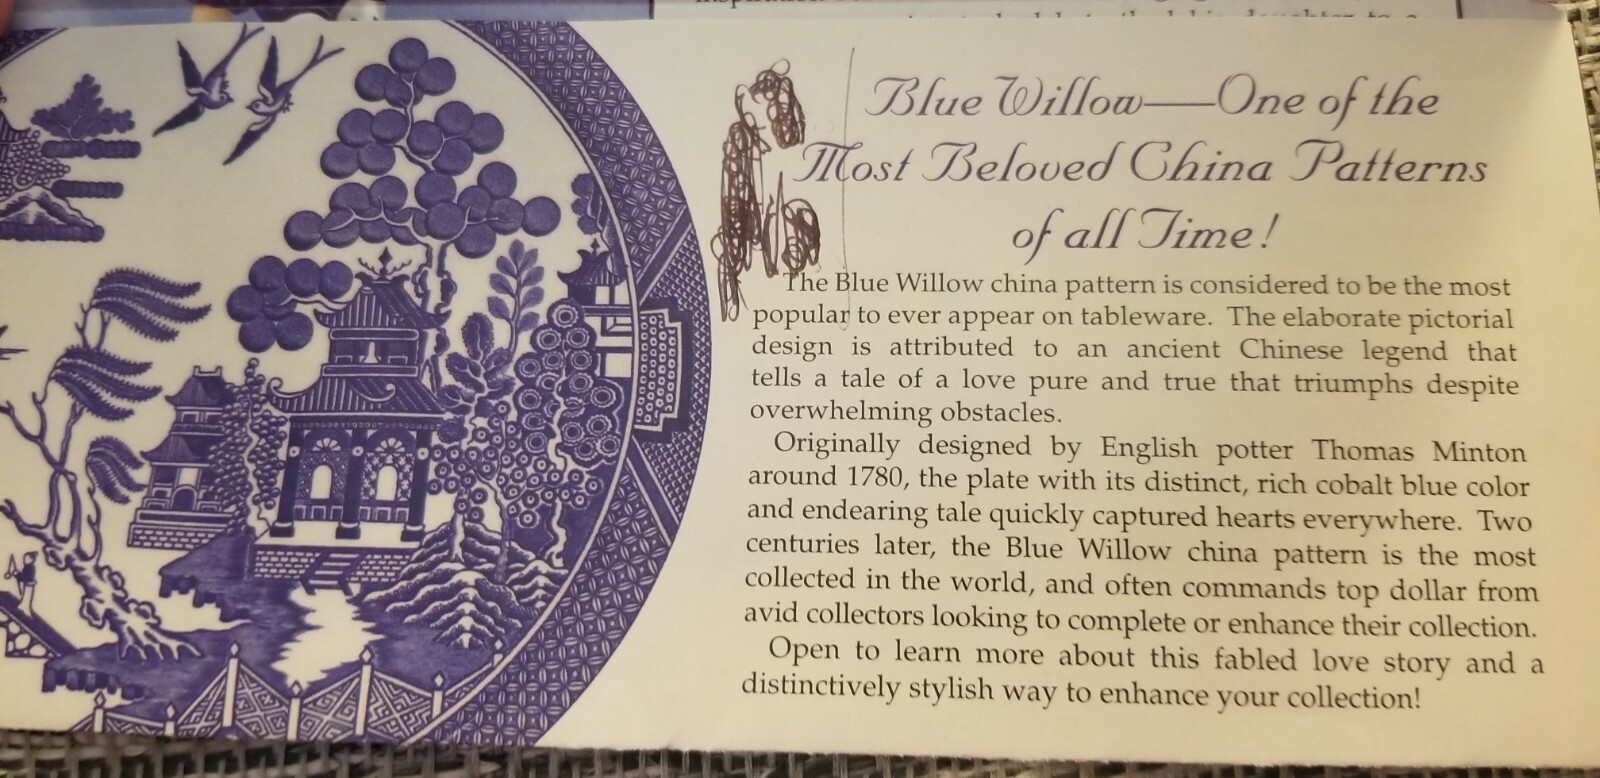 Blue Willow—One of the
Most Beloved China Patterns
of all Time!
The Blue Willow china pattern is considered to be the most
popular to ever appear on tableware. The elaborate pictorial
design is attributed to an ancient Chinese legend that
tells a tale of a love pure and true that triumphs despite
overwhelming obstacles.
Originally designed by English potter Thomas Minton
around 1780, the plate with its distinct, rich cobalt blue color
and endearing tale quickly captured hearts everywhere. Two
centuries later, the Blue Willow china pattern is the most
collected in the world, and often commands top dollar from
avid collectors looking to complete or enhance their collection.
Open to learn more about this fabled love story and a
distinctively stylish way to enhance your collection!